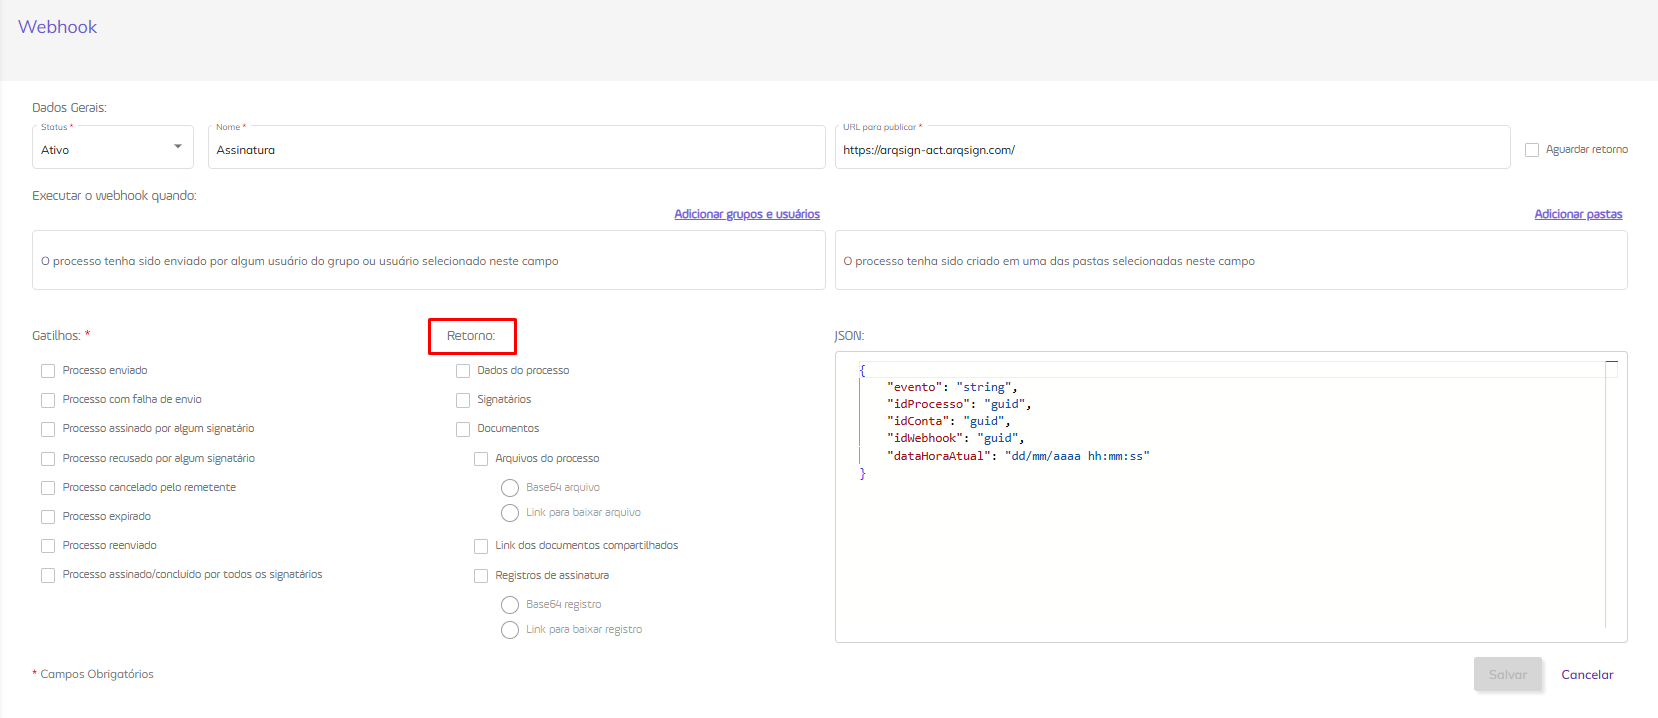 Webhook
Dados Gerais:
Status *
Ativo
Nome *
Assinatura
URL para publicar *
https://arqsign-act.arqsign.com/
Aguardar retorno
Executar o webhook quando:
Adicionar grupos e usuários
Adicionar pastas
O processo tenha sido enviado por algum usuário do grupo ou usuário selecionado neste campo
O processo tenha sido criado em uma das pastas selecionadas neste campo
Gatilhos: *
Processo enviado
Processo com falha de envio
Processo assinado por algum signatário
Processo recusado por algum signatário
Processo cancelado pelo remetente
Processo expirado
Processo reenviado
Processo assinado/concluido por todos os signatários
Retorno:
Dados do processo
Signatários
Documentos
Arquivos do processo
Base64 arquivo
Link para baixar arquivo
Link dos documentos compartilhados
Registros de assinatura
Base64 registro
Link para baixar registro
JSON:
{
"evento": "string",
"idProcesso": "guid",
"idConta": "guid",
"idWebhook": "guid",
"dataHoraAtual": "dd/mm/aaaa hh:mm:ss"
}
* Campos Obrigatórios
Salvar
Cancelar